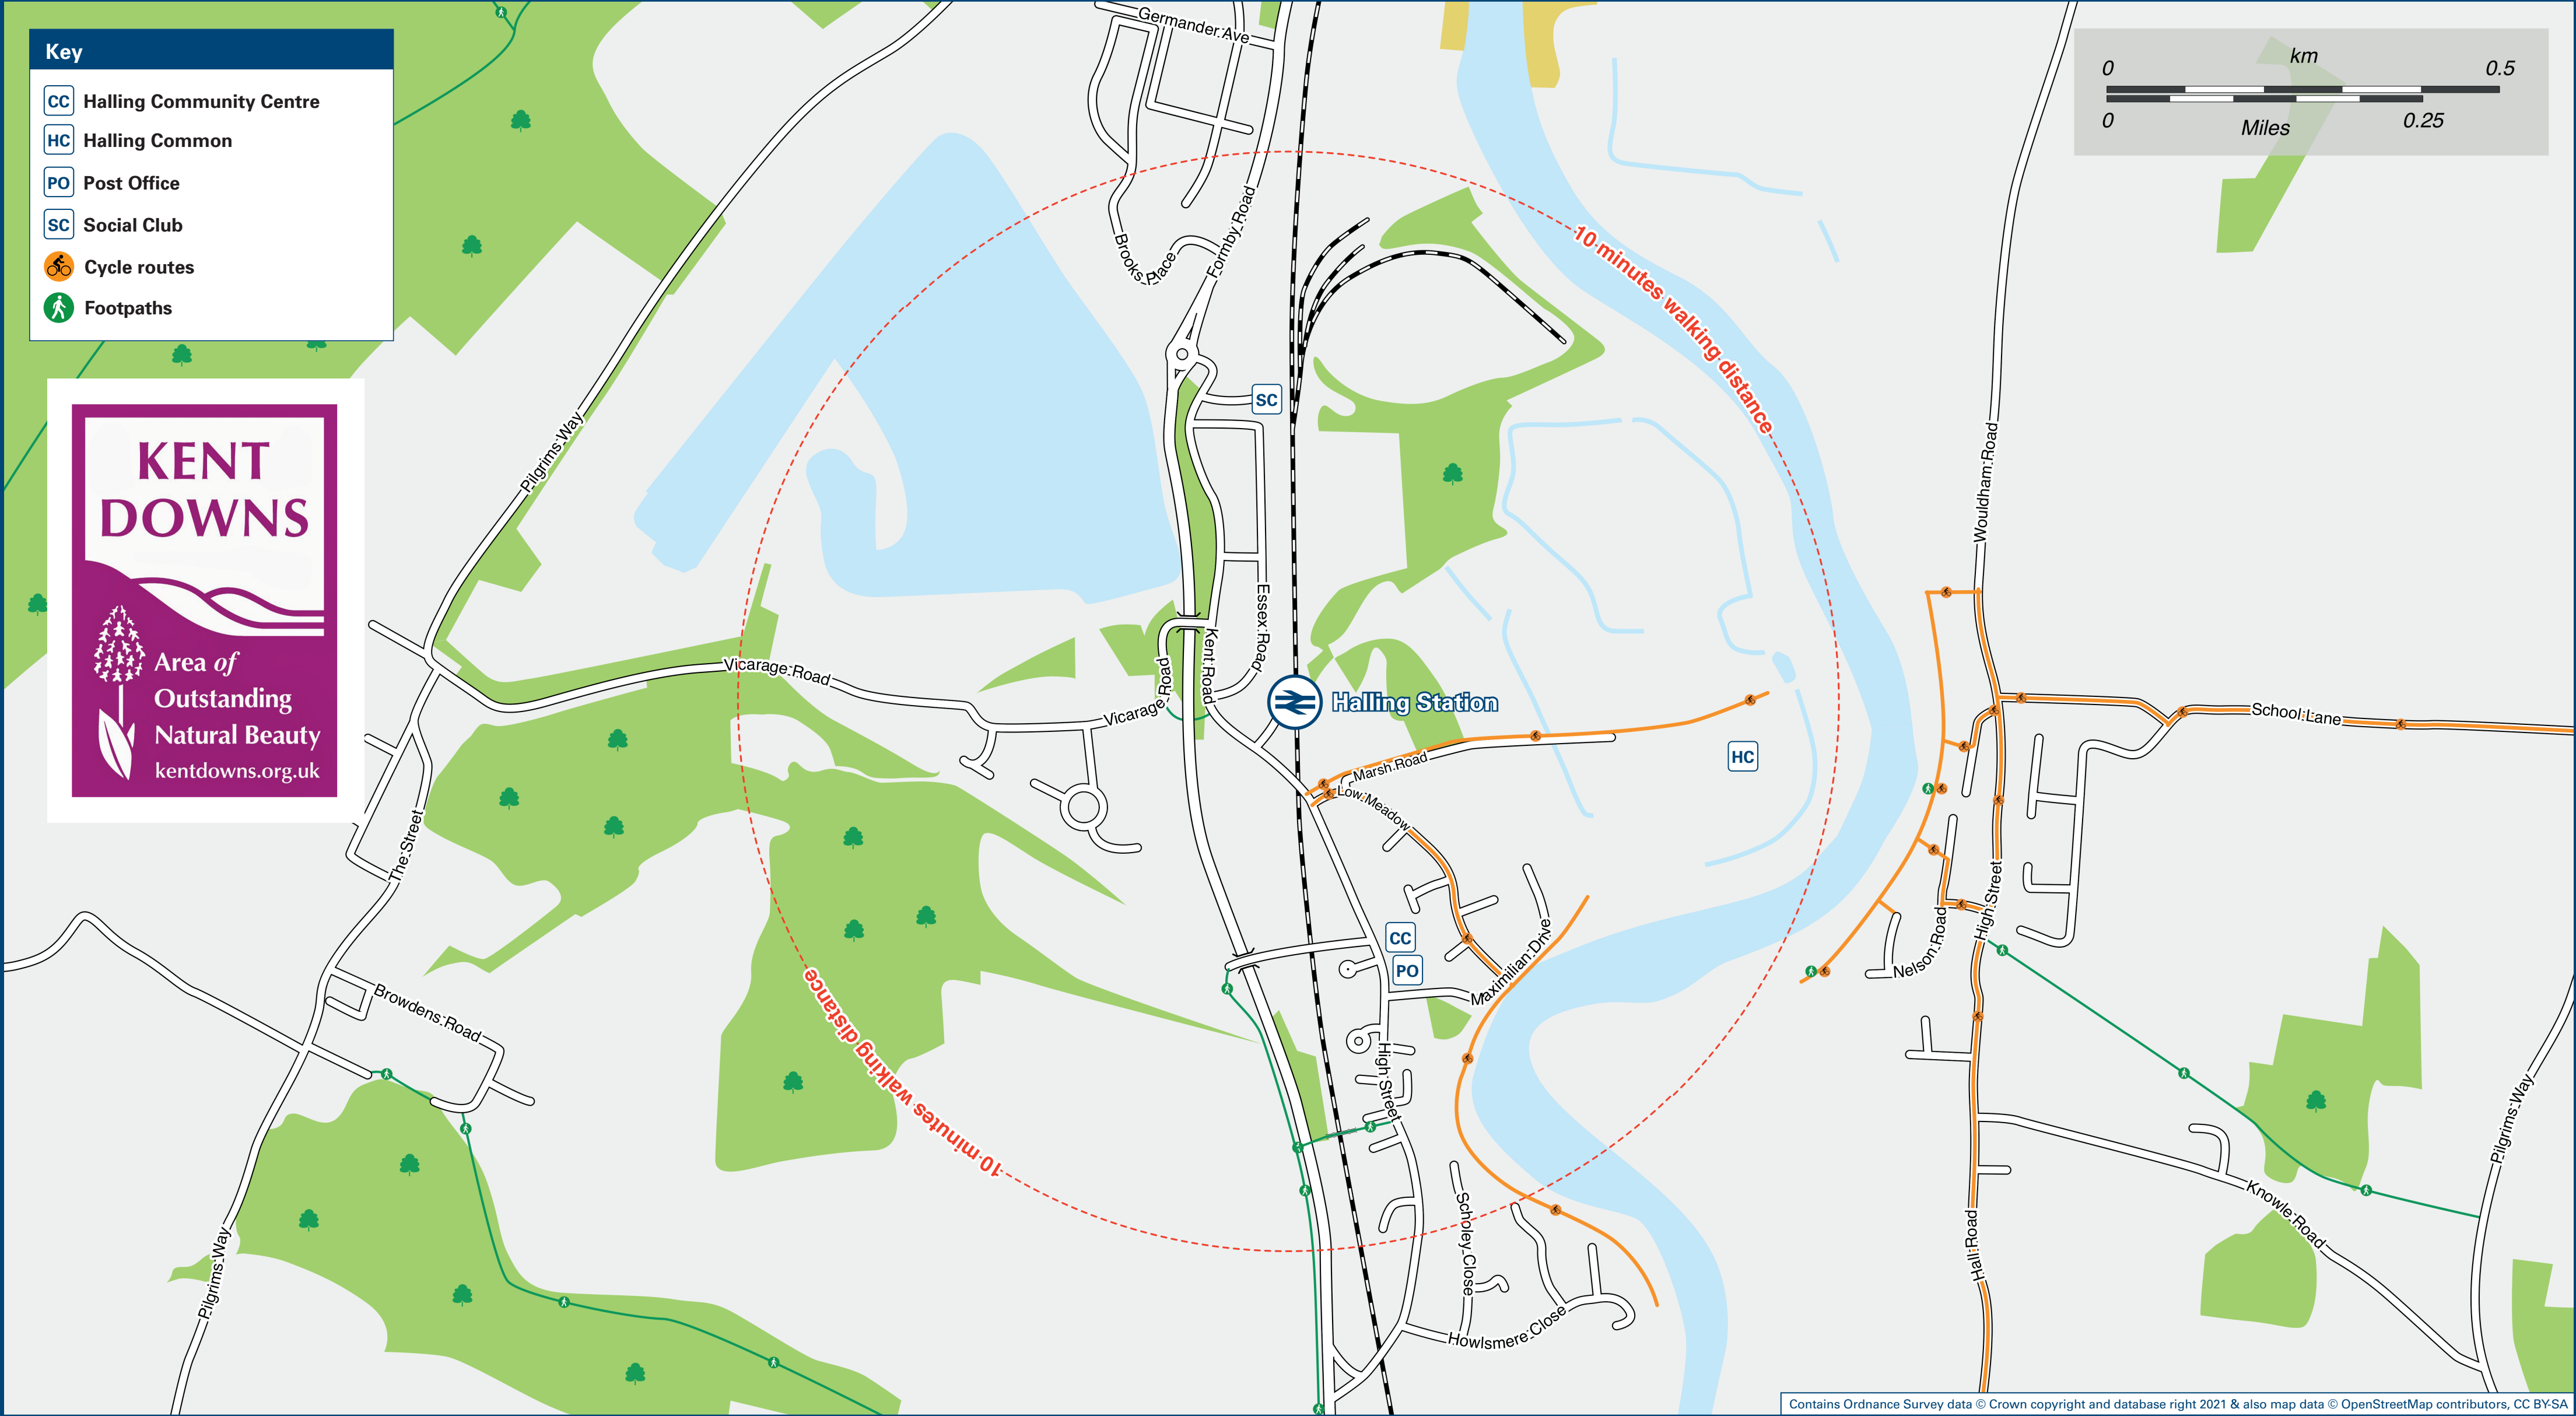 Key
CC Halling Community Centre
HC Halling Common
PO Post Office
SC Social Club
Cycle routes
Footpaths
KENT
DOWNS
Area of
Outstanding
Natural Beauty
kentdowns.org.uk
km
0 0.5
0 0.25
Miles
Germander Ave
Formby Road
Brooks Place
10 minutes walking distance
SC
Pilgrims Way
Wouldham Road
Essex Road
Kent Road
Vicarage Road
Vicarage Road
Vicarage Road
Halling Station
School Lane
HC
Marsh Road
Low Meadow
The Street
CC
PO
Maximilian Drive
High Street
Nelson Road
Browdens Road
10 minutes walking distance
High Street
Pilgrims Way
Knowle Road
Scholey Close
Hall Road
Pilgrims Way
Howlsmere Close
Contains Ordnance Survey data © Crown copyright and database right 2021 & also map data © OpenStreetMap contributors, CC BY-SA